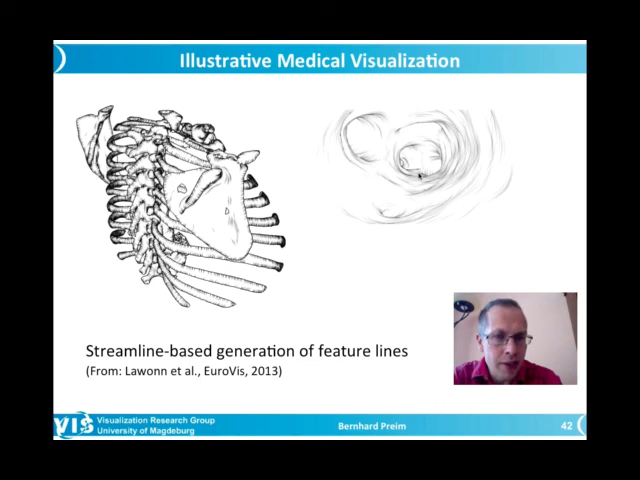 Illustrative Medical Visualization
Streamline-based generation of feature lines
(From: Lawonn et al., EuroVis, 2013)
VIS
Visualization Research Group
University of Magdeburg
Bernhard Preim
42